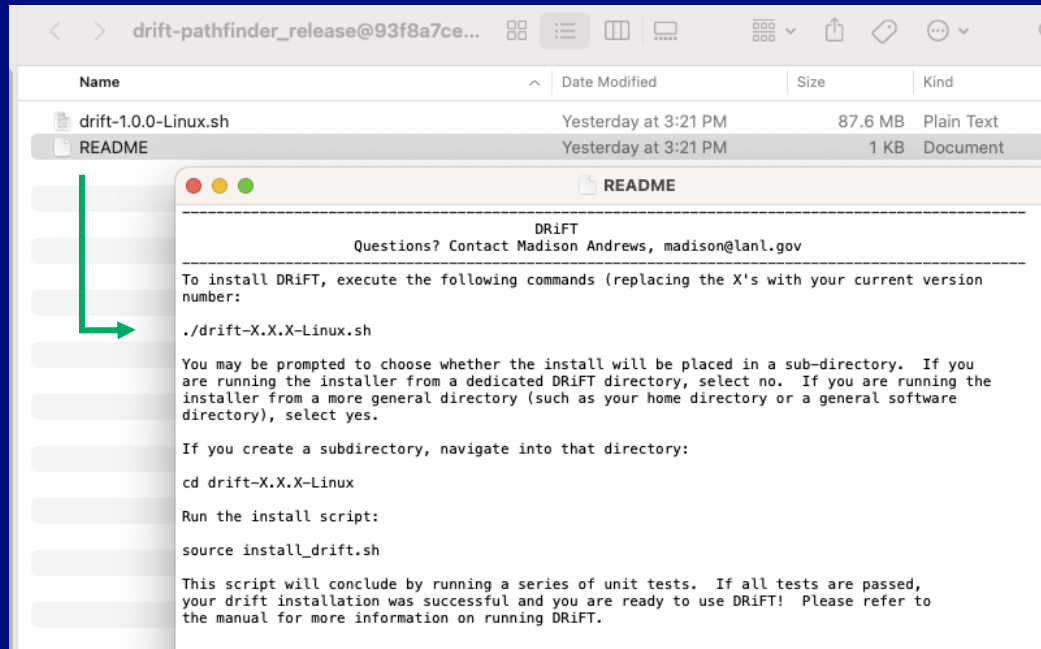 drift-pathfinder_release@93f8a7ce...
Name Date Modified Size Kind
drift-1.0.0-Linux.sh Yesterday at 3:21 PM 87.6 MB Plain Text
README Yesterday at 3:21 PM 1 KB Document
README
DRiFT
Questions? Contact Madison Andrews, madison@lanl.gov
To install DRiFT, execute the following commands (replacing the X's with your current version
number:
./drift-X.X.X-Linux.sh
You may be prompted to choose whether the install will be placed in a sub-directory.  If you
are running the installer from a dedicated DRiFT directory, select no.  If you are running the
installer from a more general directory (such as your home directory or a general software
directory), select yes.
If you create a subdirectory, navigate into that directory:
cd drift-X.X.X-Linux
Run the install script:
source install_drift.sh
This script will conclude by running a series of unit tests.  If all tests are passed,
your drift installation was successful and you are ready to use DRiFT!  Please refer to
the manual for more information on running DRiFT.